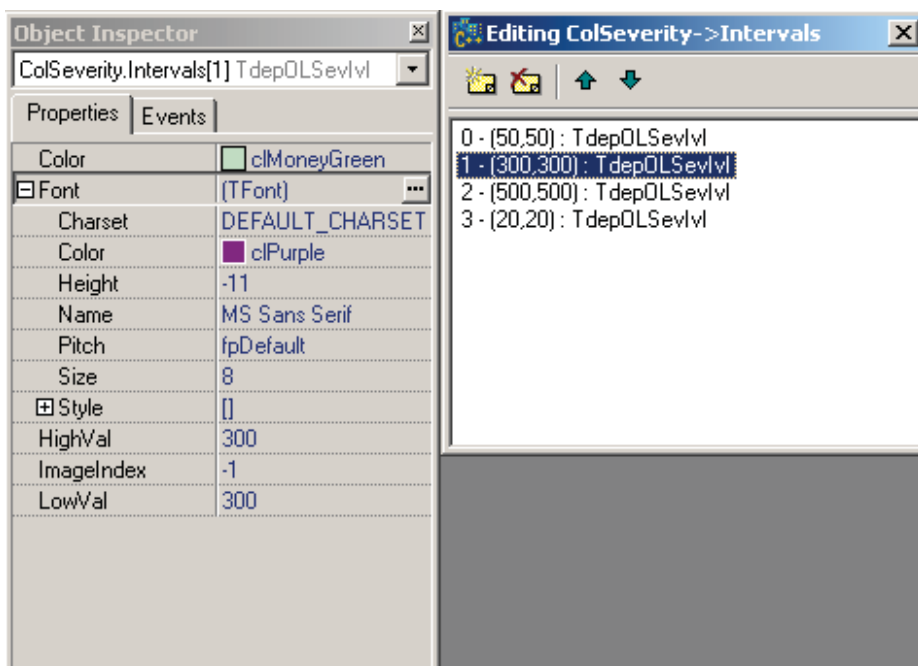 Object Inspector
ColSeverity.Intervals[1] TdepOLSevlvl
Properties Events
Color clMoneyGreen
Font (TFont)
Charset DEFAULT_CHARSET
Color clPurple
Height -11
Name MS Sans Serif
Pitch fpDefault
Size 8
Style []
HighVal 300
ImageIndex -1
LowVal 300
Editing ColSeverity->Intervals
0 - (50,50) : TdepOLSevlvl
1 - (300,300) : TdepOLSevlvl
2 - (500,500) : TdepOLSevlvl
3 - (20,20) : TdepOLSevlvl